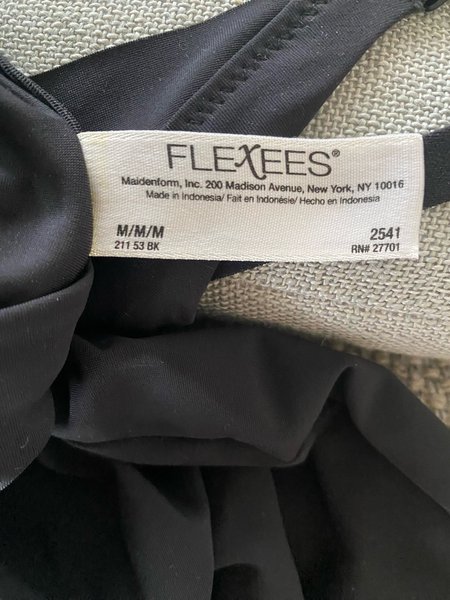 FLEXEES®
Maidenform, Inc. 200 Madison Avenue, New York, NY 10016
Made in Indonesia/ Fait en Indonésie/ Hecho en Indonesia
M/M/M
2541
211 53 BK
RN# 27701